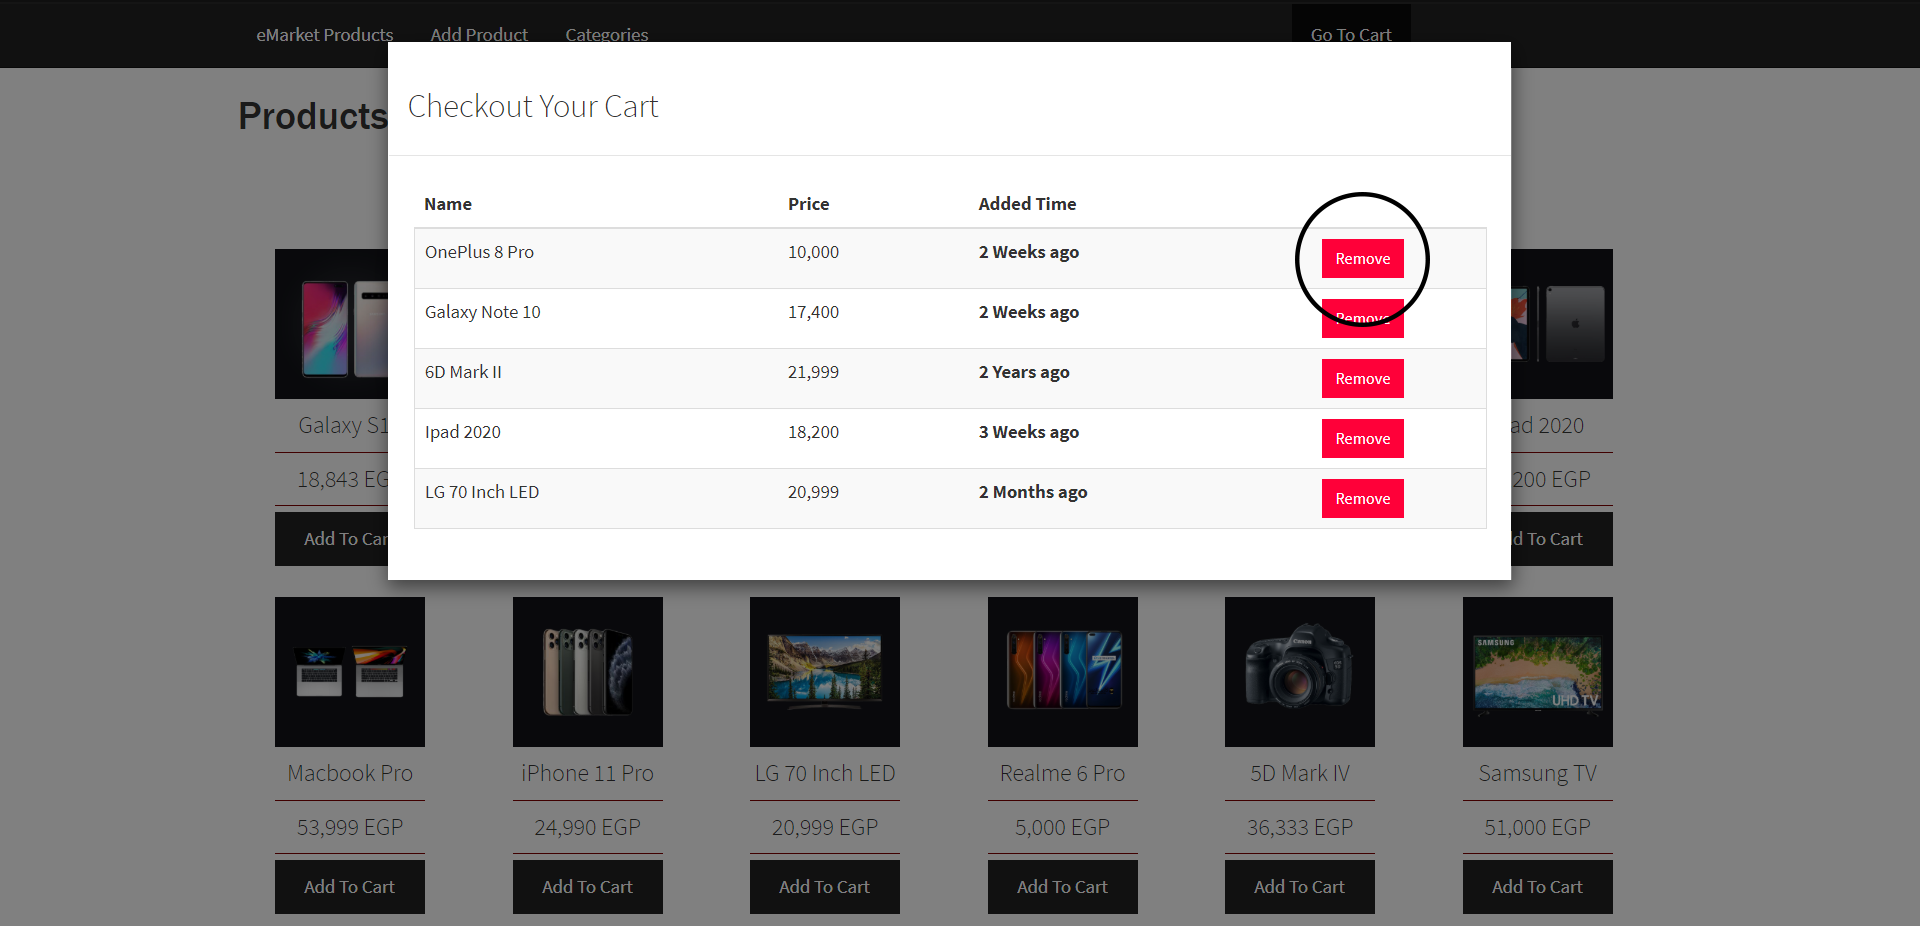 eMarket Products Add Product Categories Go To Cart
Products
Checkout Your Cart
Name Price Added Time
OnePlus 8 Pro 10,000 2 Weeks ago Remove
Galaxy Note 10 17,400 2 Weeks ago Remove
6D Mark II 21,999 2 Years ago Remove
Ipad 2020 18,200 3 Weeks ago Remove
LG 70 Inch LED 20,999 2 Months ago Remove
Galaxy S1 ad 2020
18,843 EG 200 EGP
Add To Car d To Cart
Canon
SAMSUNG
UHD TV
Macbook Pro iPhone 11 Pro LG 70 Inch LED Realme 6 Pro 5D Mark IV Samsung TV
53,999 EGP 24,990 EGP 20,999 EGP 5,000 EGP 36,333 EGP 51,000 EGP
Add To Cart Add To Cart Add To Cart Add To Cart Add To Cart Add To Cart